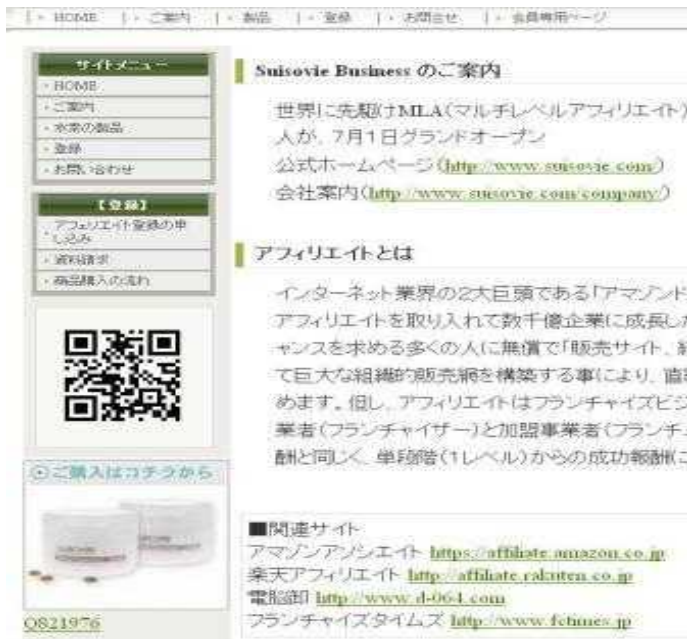 HOME ご案内 製品 登録 お問合せ 会員専用ページ
サイトメニュー
HOME
ご案内
水素の製品
登録
お問い合わせ
【登録】
アフェリエイト登録の申
し込み
資料請求
商品購入の流れ
ご購入はコチラから
0821976
Suisovie Business のご案内
世界に先駆けMLA(マルチレベルアフィリエイト)
人が、7月1日グランドオープン
公式ホームページ(http://www.suisovie.com/)
会社案内(http://www.suisovie.com/company/)
アフィリエイトとは
インターネット業界の2大巨頭である「アマゾンド
アフィリエイトを取り入れて数千億企業に成長した
ャンスを求める多くの人に無償で「販売サイト、
て巨大な組織的販売網を構築する事により、直
めます。但し、アフィリエイトはフランチャイズビジ
業者(フランチャイザー)と加盟事業者(フランチ
酬と同じく、単段階(1レベル)からの成功報酬(
■関連サイト
アマゾンアソシエイト https://affiliate.amazon.co.jp
楽天アフィリエイト http://affiliate.rakuten.co.jp
電脳卸 http://www.d-064.com
フランチャイズタイムズ http://www.fctimes.jp